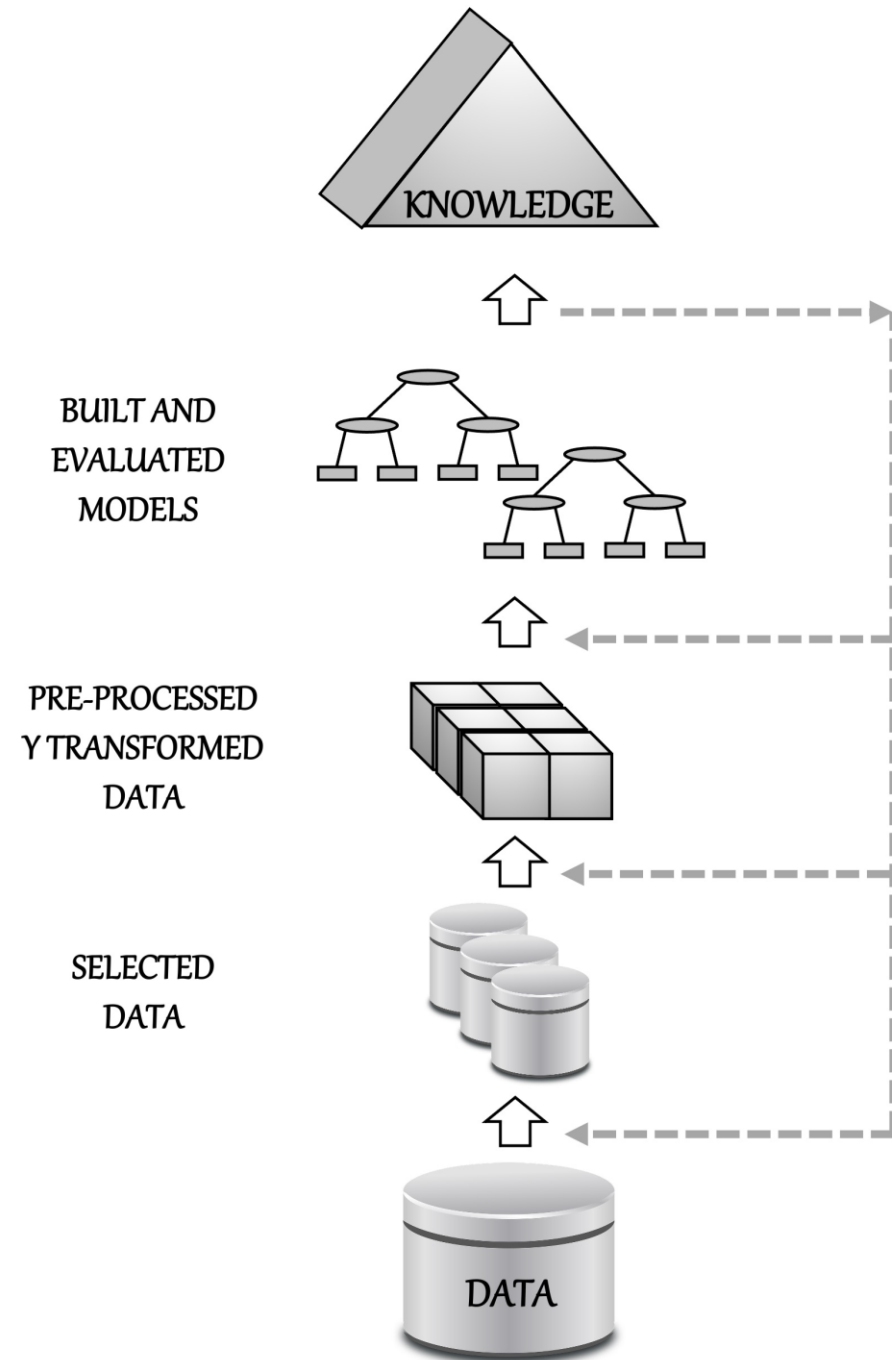 KNOWLEDGE
BUILT AND
EVALUATED
MODELS
PRE-PROCESSED
Y TRANSFORMED
DATA
SELECTED
DATA
DATA